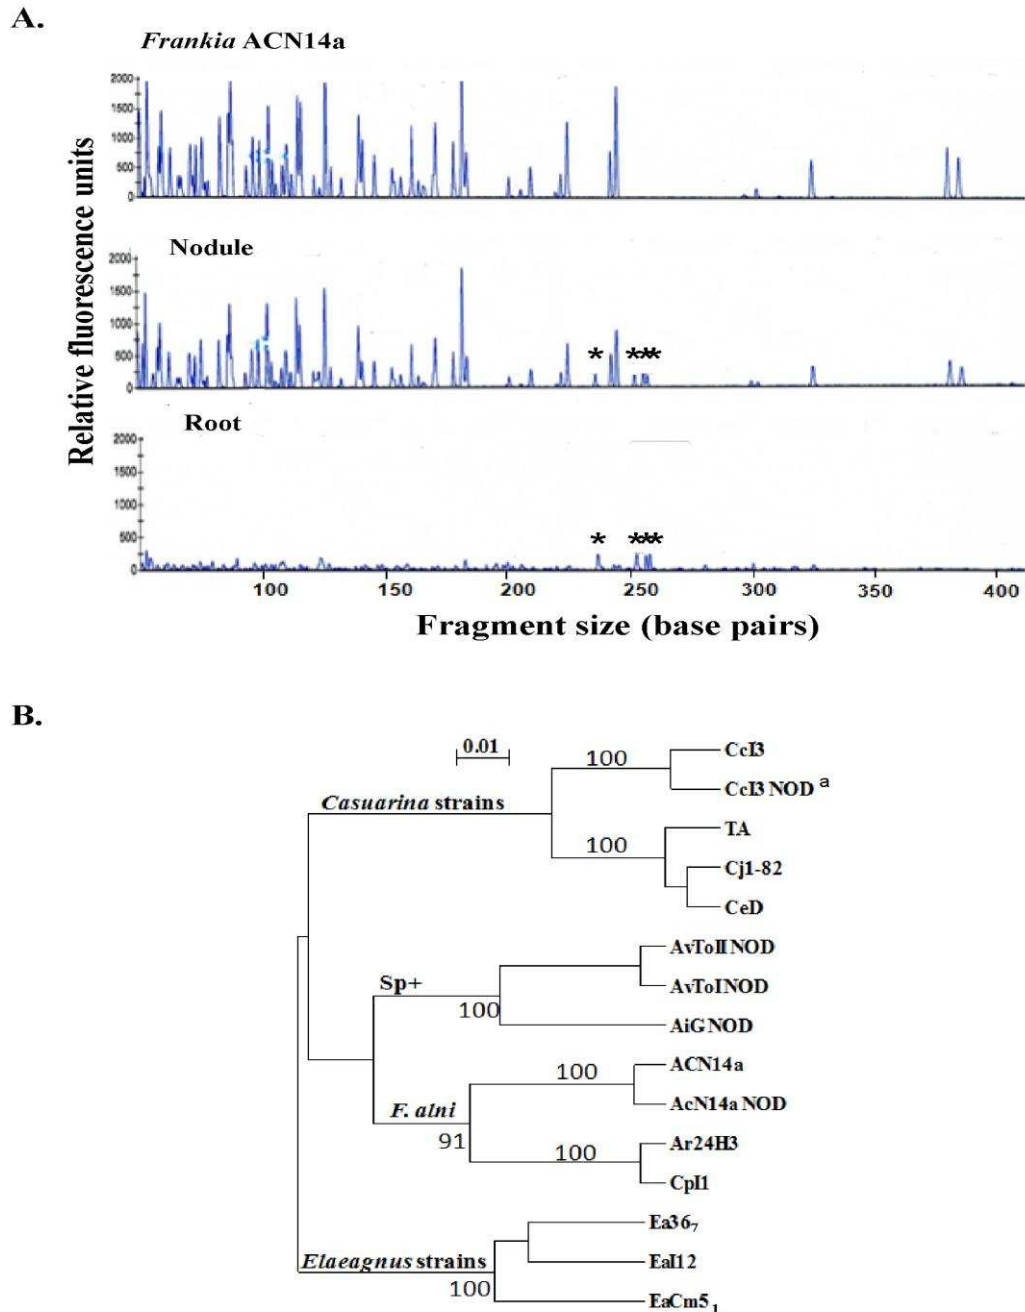 A.
Frankia ACN14a
Relative fluorescence units
2000
1500
1000
500
0
Nodule
2000
1500
1000
500
0
* ***
Root
2000
1500
1000
500
0
* ***
100 150 200 250 300 350 400
Fragment size (base pairs)
B.
0.01
Casuarina strains
100
CcI3
CcI3 NOD a
100
TA
Cj1-82
CeD
Sp+
100
AvToII NOD
AvToI NOD
AiG NOD
F. alni
91
100
ACN14a
AcN14a NOD
100
Ar24H3
CpI1
Elaeagnus strains
100
Ea36₇
EaI12
EaCm5₁